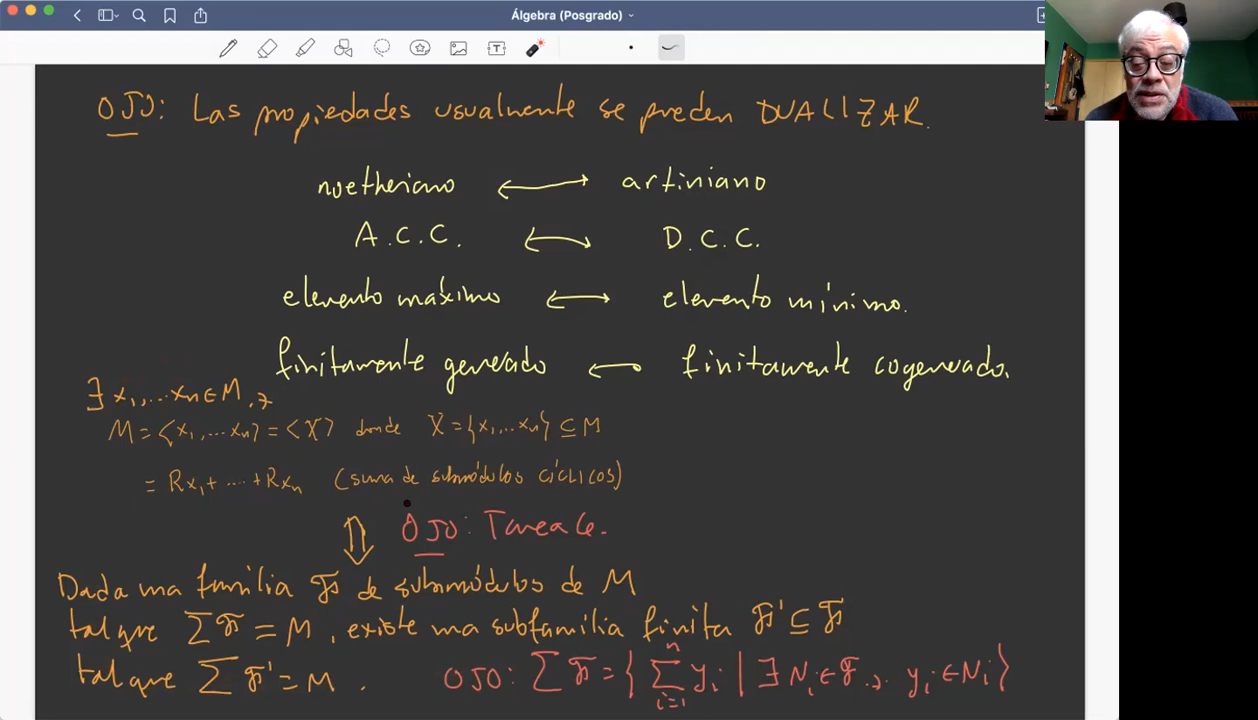 Álgebra (Posgrado)
OJO: Las propiedades usualmente se pueden DUALIZAR.
noetheriano ⟷ artiniano
A.C.C. ⟷ D.C.C.
elemento máximo ⟷ elemento mínimo.
finitamente generado ⟷ finitamente cogenerado.
∃ x₁,...xₙ ∈ M .∋.
M = <x₁,...xₙ> = <X> donde X = {x₁,...xₙ} ⊆ M
= Rx₁ + ... + Rxₙ (suma de submódulos CÍCLICOS)
⇕ OJO: Tarea 6.
Dada una familia ℱ de submódulos de M
tal que Σℱ = M, existe una subfamilia finita ℱ' ⊆ ℱ
tal que Σℱ' = M. OJO: Σℱ = { Σᵢ₌₁ⁿ yᵢ | ∃ Nᵢ ∈ ℱ .∋. yᵢ ∈ Nᵢ }